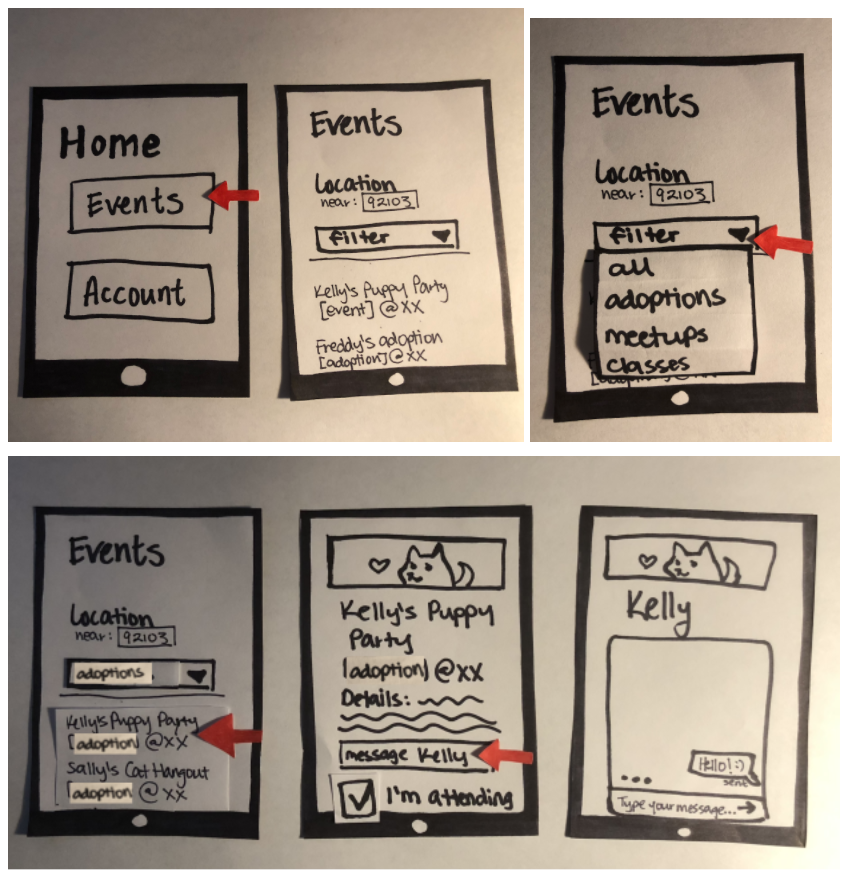 Home
Events
Account
Events
Location
near: 92103
filter
Kelly's Puppy Party
[event] @ XX
Freddy's adoption
[adoption] @ XX
Events
Location
near: 92103
filter
all
adoptions
meetups
classes
Events
Location
near: 92103
adoptions
Kelly's Puppy Party
[adoption] @ XX
Sally's Cat Hangout
[adoption] @ XX
Kelly's Puppy
Party
[adoption] @ XX
Details:
message Kelly
I'm attending
Kelly
Hello! :)
sent
...
Type your message...